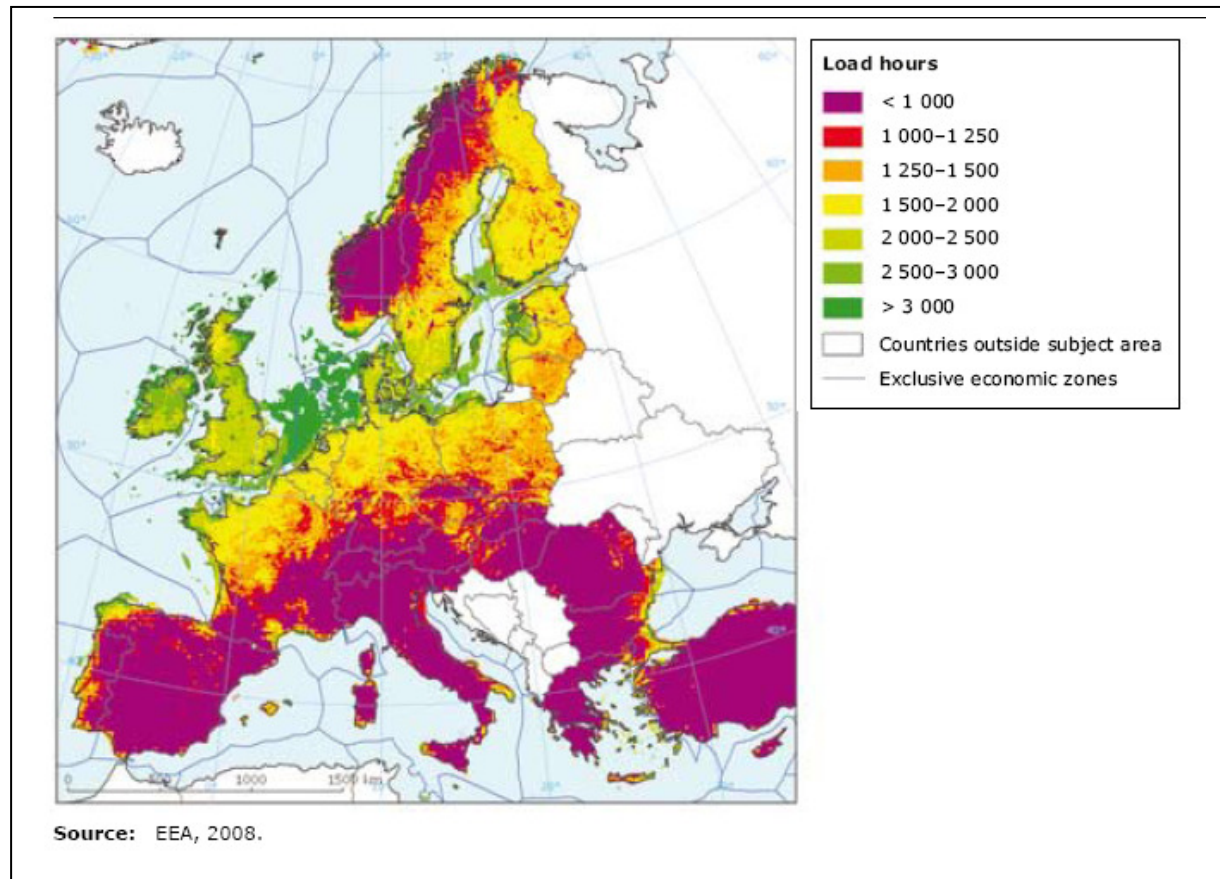 Load hours
< 1 000
1 000–1 250
1 250–1 500
1 500–2 000
2 000–2 500
2 500–3 000
> 3 000
Countries outside subject area
Exclusive economic zones
0 500 1000 1500 km
Source: EEA, 2008.